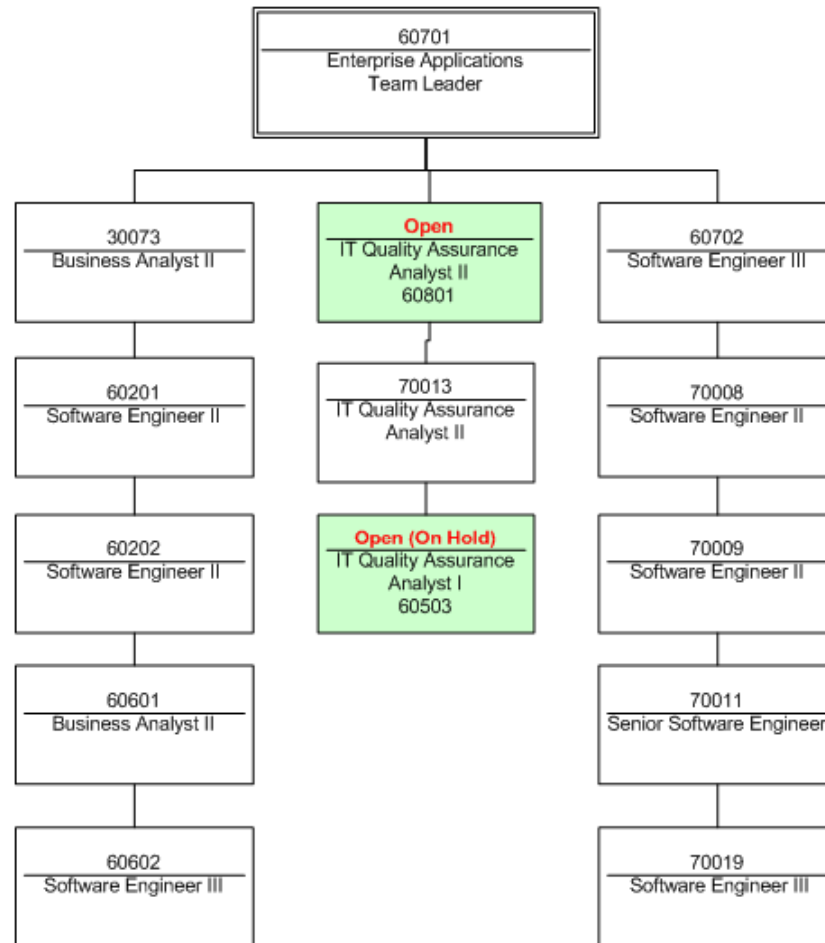 60701
Enterprise Applications
Team Leader
30073
Business Analyst II
Open
IT Quality Assurance
Analyst II
60801
60702
Software Engineer III
60201
Software Engineer II
70013
IT Quality Assurance
Analyst II
70008
Software Engineer II
60202
Software Engineer II
Open (On Hold)
IT Quality Assurance
Analyst I
60503
70009
Software Engineer II
60601
Business Analyst II
70011
Senior Software Engineer
60602
Software Engineer III
70019
Software Engineer III